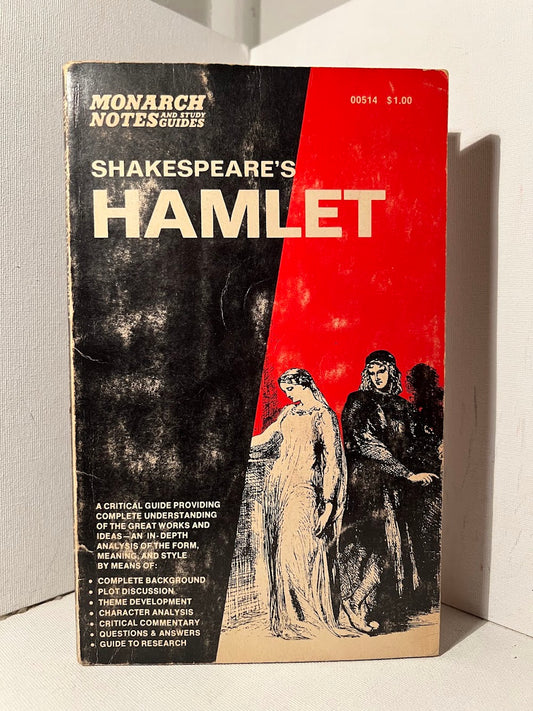 MONARCH
NOTES AND STUDY GUIDES
00514 $1.00
SHAKESPEARE'S
HAMLET
A CRITICAL GUIDE PROVIDING
COMPLETE UNDERSTANDING
OF THE GREAT WORKS AND
IDEAS—AN IN-DEPTH
ANALYSIS OF THE FORM,
MEANING, AND STYLE
BY MEANS OF:
• COMPLETE BACKGROUND
• PLOT DISCUSSION
• THEME DEVELOPMENT
• CHARACTER ANALYSIS
• CRITICAL COMMENTARY
• QUESTIONS & ANSWERS
• GUIDE TO RESEARCH